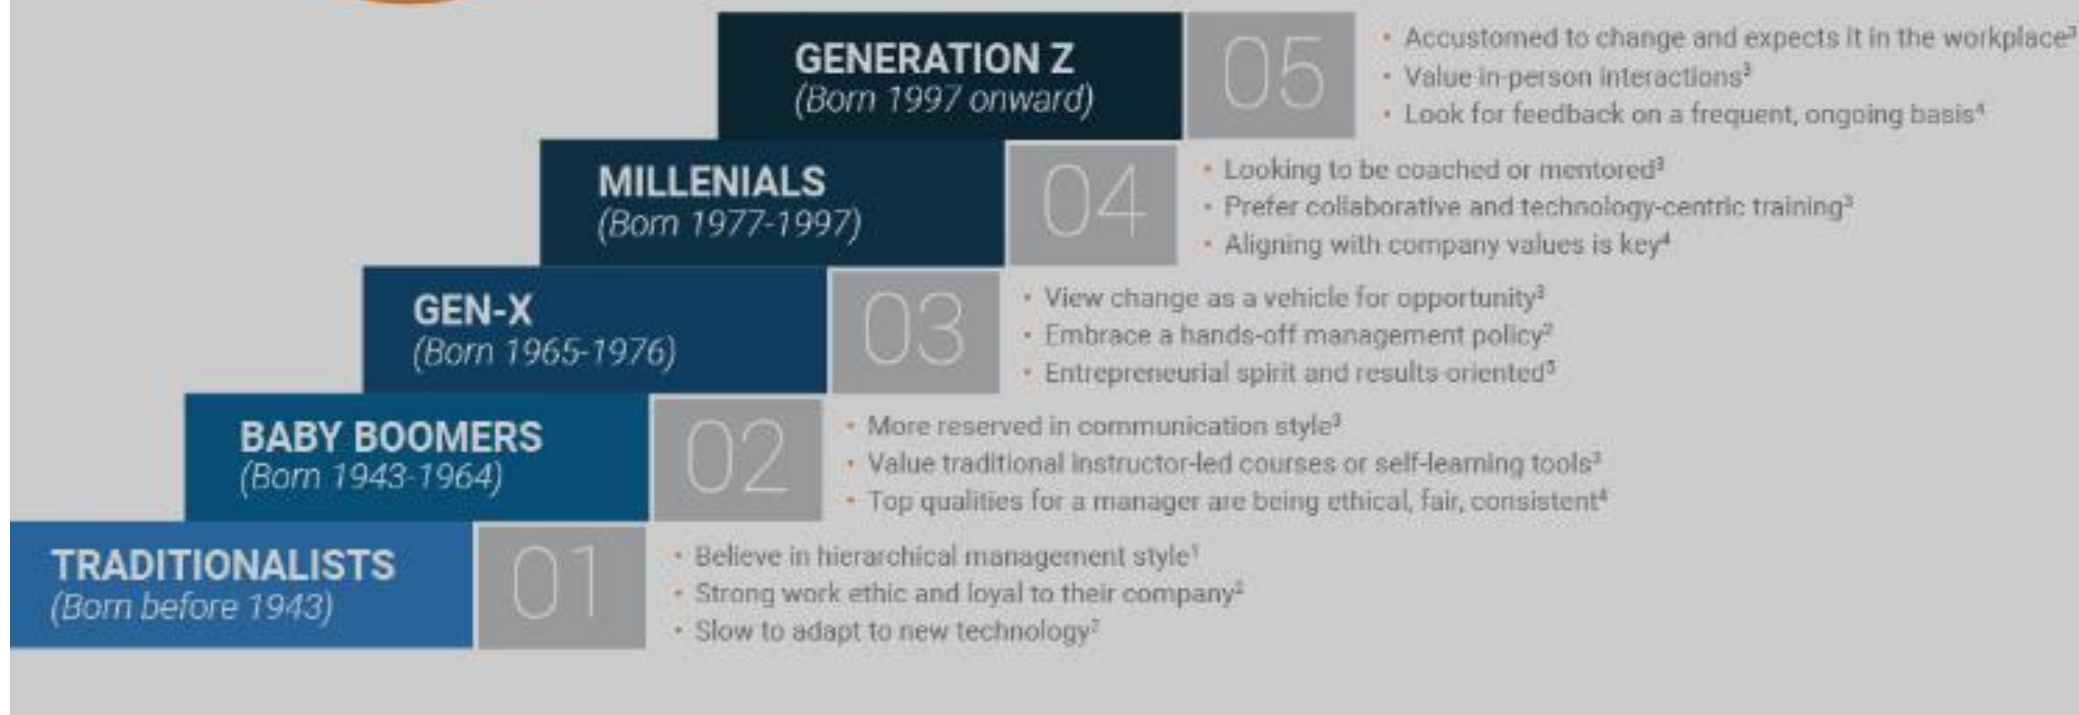 GENERATION Z
(Born 1997 onward)
05
• Accustomed to change and expects it in the workplace³
• Value in-person interactions³
• Look for feedback on a frequent, ongoing basis⁴
MILLENIALS
(Born 1977-1997)
04
• Looking to be coached or mentored³
• Prefer collaborative and technology-centric training³
• Aligning with company values is key⁴
GEN-X
(Born 1965-1976)
03
• View change as a vehicle for opportunity³
• Embrace a hands-off management policy²
• Entrepreneurial spirit and results-oriented⁵
BABY BOOMERS
(Born 1943-1964)
02
• More reserved in communication style³
• Value traditional instructor-led courses or self-learning tools³
• Top qualities for a manager are being ethical, fair, consistent⁴
TRADITIONALISTS
(Born before 1943)
01
• Believe in hierarchical management style¹
• Strong work ethic and loyal to their company²
• Slow to adapt to new technology²